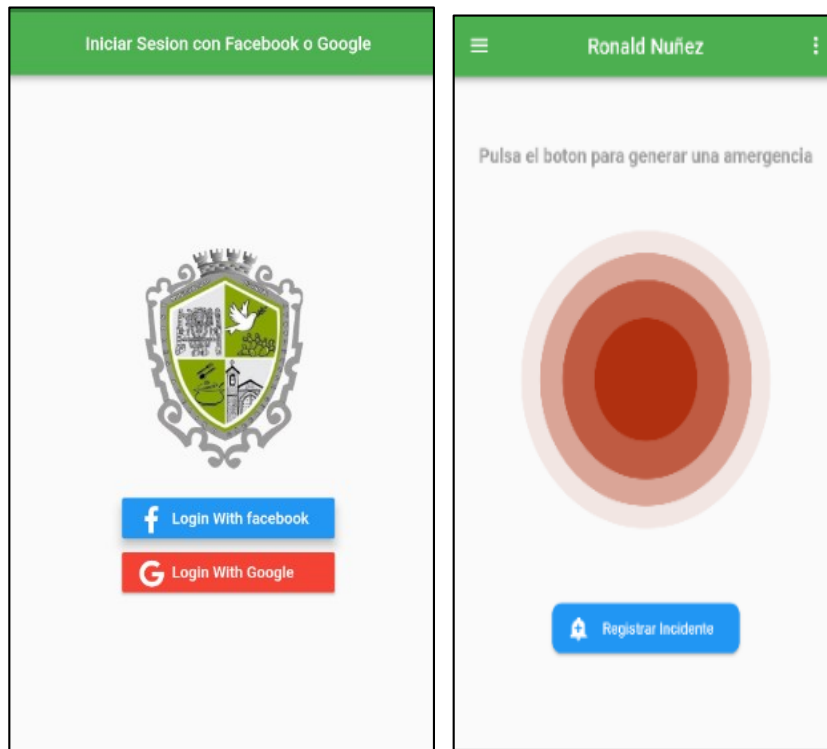 Iniciar Sesion con Facebook o Google
Login With facebook
Login With Google
Ronald Nuñez
Pulsa el boton para generar una amergencia
Registrar Incidente